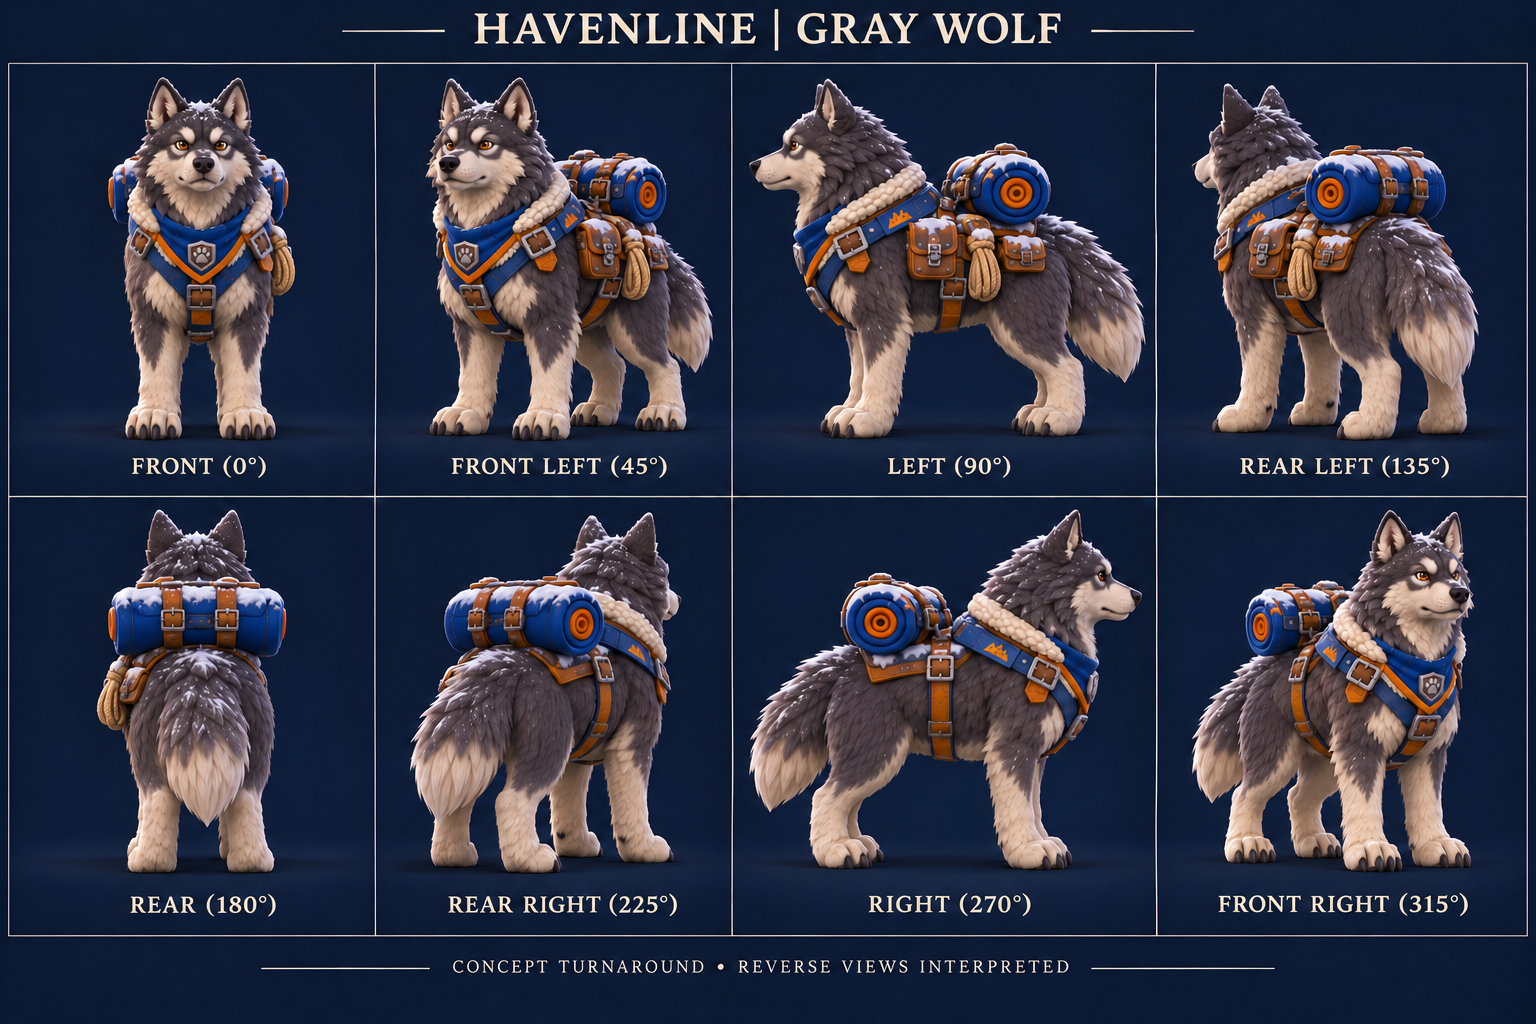 HAVENLINE | GRAY WOLF
FRONT (0°)
FRONT LEFT (45°)
LEFT (90°)
REAR LEFT (135°)
REAR (180°)
REAR RIGHT (225°)
RIGHT (270°)
FRONT RIGHT (315°)
CONCEPT TURNAROUND • REVERSE VIEWS INTERPRETED